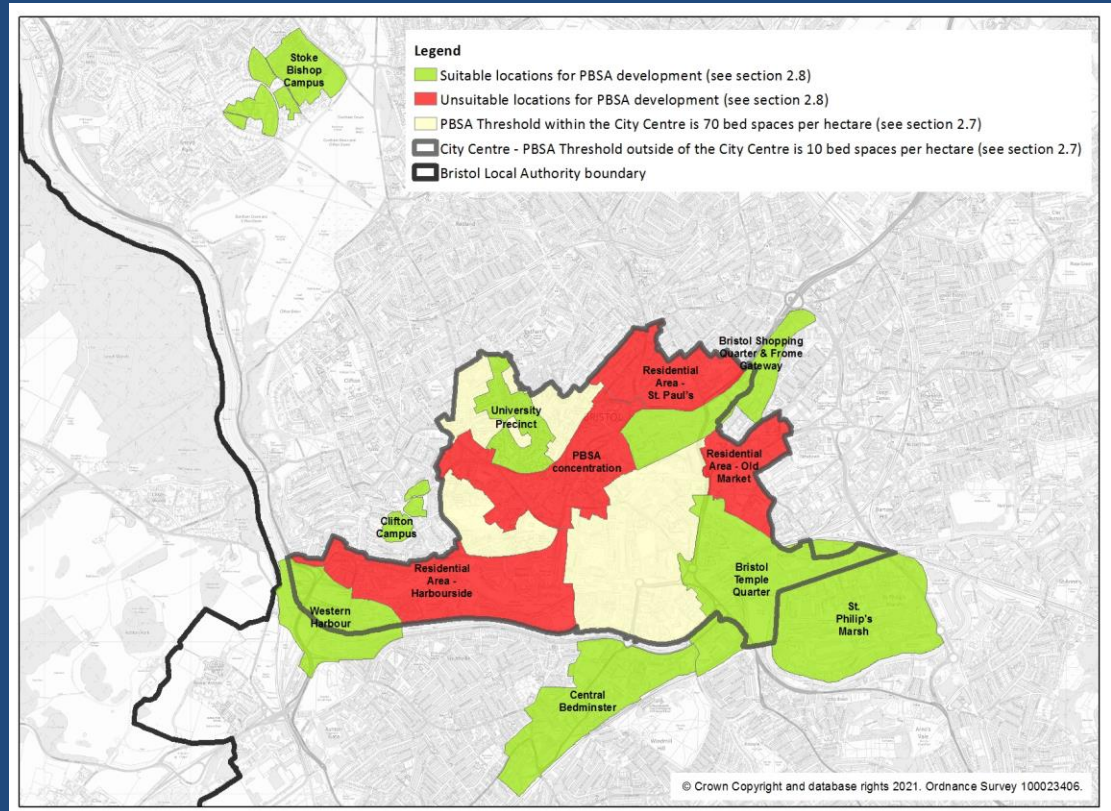 Legend
Suitable locations for PBSA development (see section 2.8)
Unsuitable locations for PBSA development (see section 2.8)
PBSA Threshold within the City Centre is 70 bed spaces per hectare (see section 2.7)
City Centre - PBSA Threshold outside of the City Centre is 10 bed spaces per hectare (see section 2.7)
Bristol Local Authority boundary
Stoke
Bishop
Campus
Bristol Shopping
Quarter & Frome
Gateway
Residential
Area -
St. Paul's
University
Precinct
PBSA
concentration
Residential
Area - Old
Market
Clifton
Campus
Residential
Area -
Harbourside
Western
Harbour
Bristol
Temple
Quarter
St.
Philip's
Marsh
Central
Bedminster
© Crown Copyright and database rights 2021. Ordnance Survey 100023406.